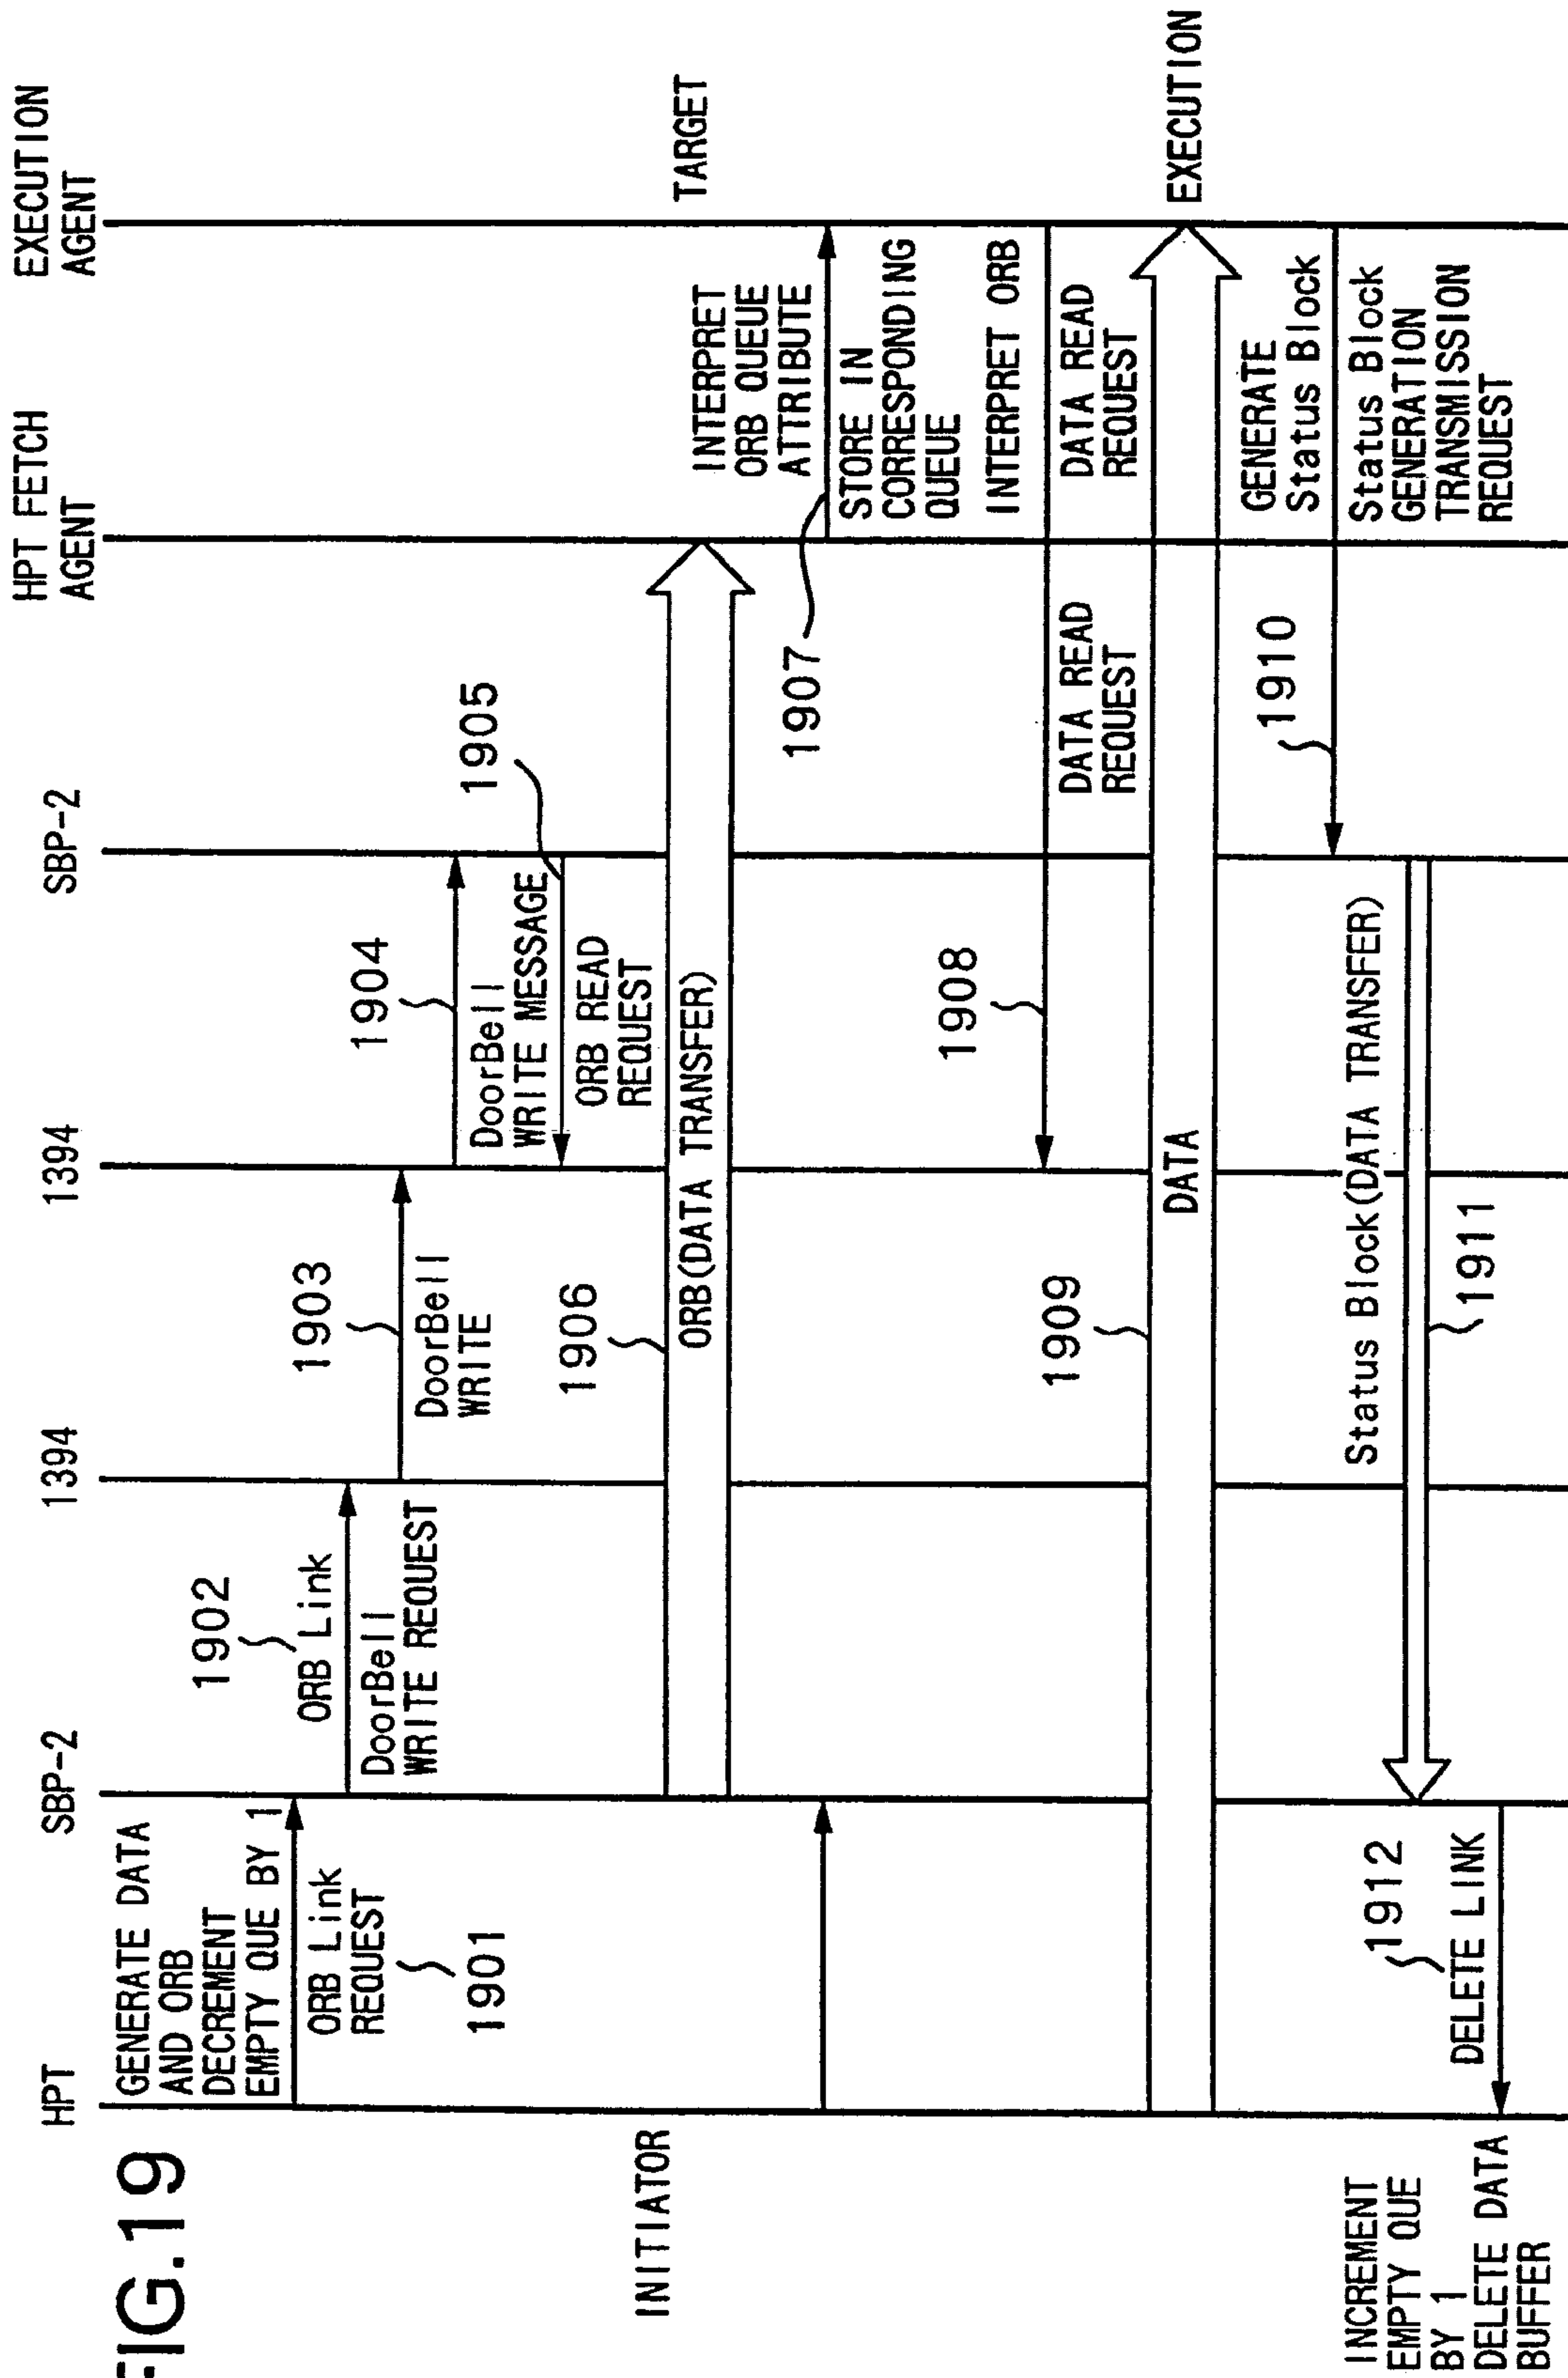 FIG.19
HPT
SBP-2
1394
1394
SBP-2
HPT FETCH
AGENT
EXECUTION
AGENT
GENERATE DATA
AND ORB
DECREMENT
EMPTY QUE BY 1
ORB Link
REQUEST
1901
1902
ORB Link
DoorBell
WRITE REQUEST
1903
DoorBell
WRITE
1904
DoorBell
WRITE MESSAGE
1905
ORB READ
REQUEST
INITIATOR
1906
ORB(DATA TRANSFER)
TARGET
INTERPRET
ORB QUEUE
ATTRIBUTE
1907
STORE IN
CORRESPONDING
QUEUE
INTERPRET ORB
1908
DATA READ
REQUEST
DATA READ
REQUEST
1909
DATA
EXECUTION
GENERATE
Status Block
1910
Status Block
GENERATION
TRANSMISSION
REQUEST
Status Block(DATA TRANSFER)
1911
1912
DELETE LINK
INCREMENT
EMPTY QUE
BY 1
DELETE DATA
BUFFER